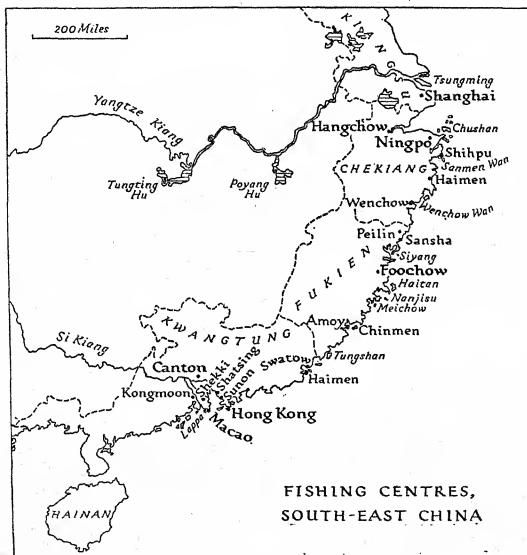 200 Miles
KIANGSU
Tsungming
Shanghai
Yangtze Kiang
Hangchow
Chushan
Ningpo
Shihpu
Sanmen Wan
CHEKIANG
Haimen
Tungting
Hu
Poyang
Hu
Wenchow
Wenchow Wan
Peilin
Sansha
Siyang
Foochow
FUKIEN
Haitan
Nanjisu
Meichow
KWANGTUNG
Amoy
Chinmen
Si Kiang
Tungshan
Canton
Shekki
Shatsing
Sunon
Swatow
Haimen
Kongmoon
Lappa
Hong Kong
Macao
HAINAN
FISHING CENTRES,
SOUTH-EAST CHINA